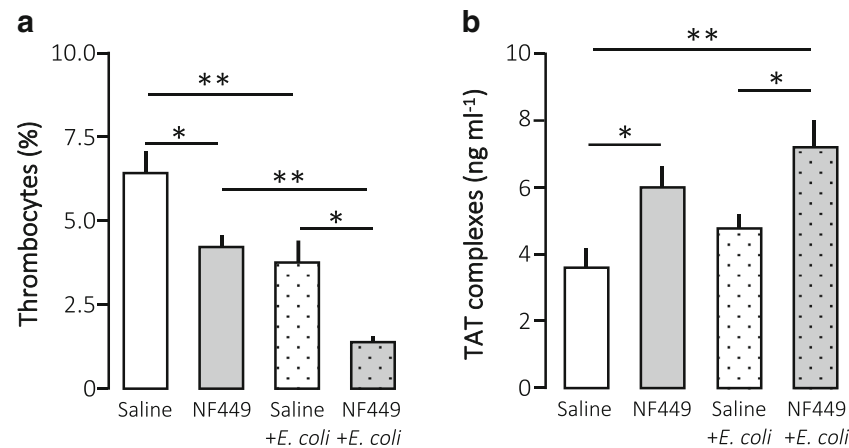 a
Thrombocytes (%)
10.0
7.5
5.0
2.5
0
**
*
**
*
Saline
NF449
Saline
+E. coli
NF449
+E. coli
b
TAT complexes (ng ml-1)
10
8
6
4
2
0
**
*
*
Saline
NF449
Saline
+E. coli
NF449
+E. coli